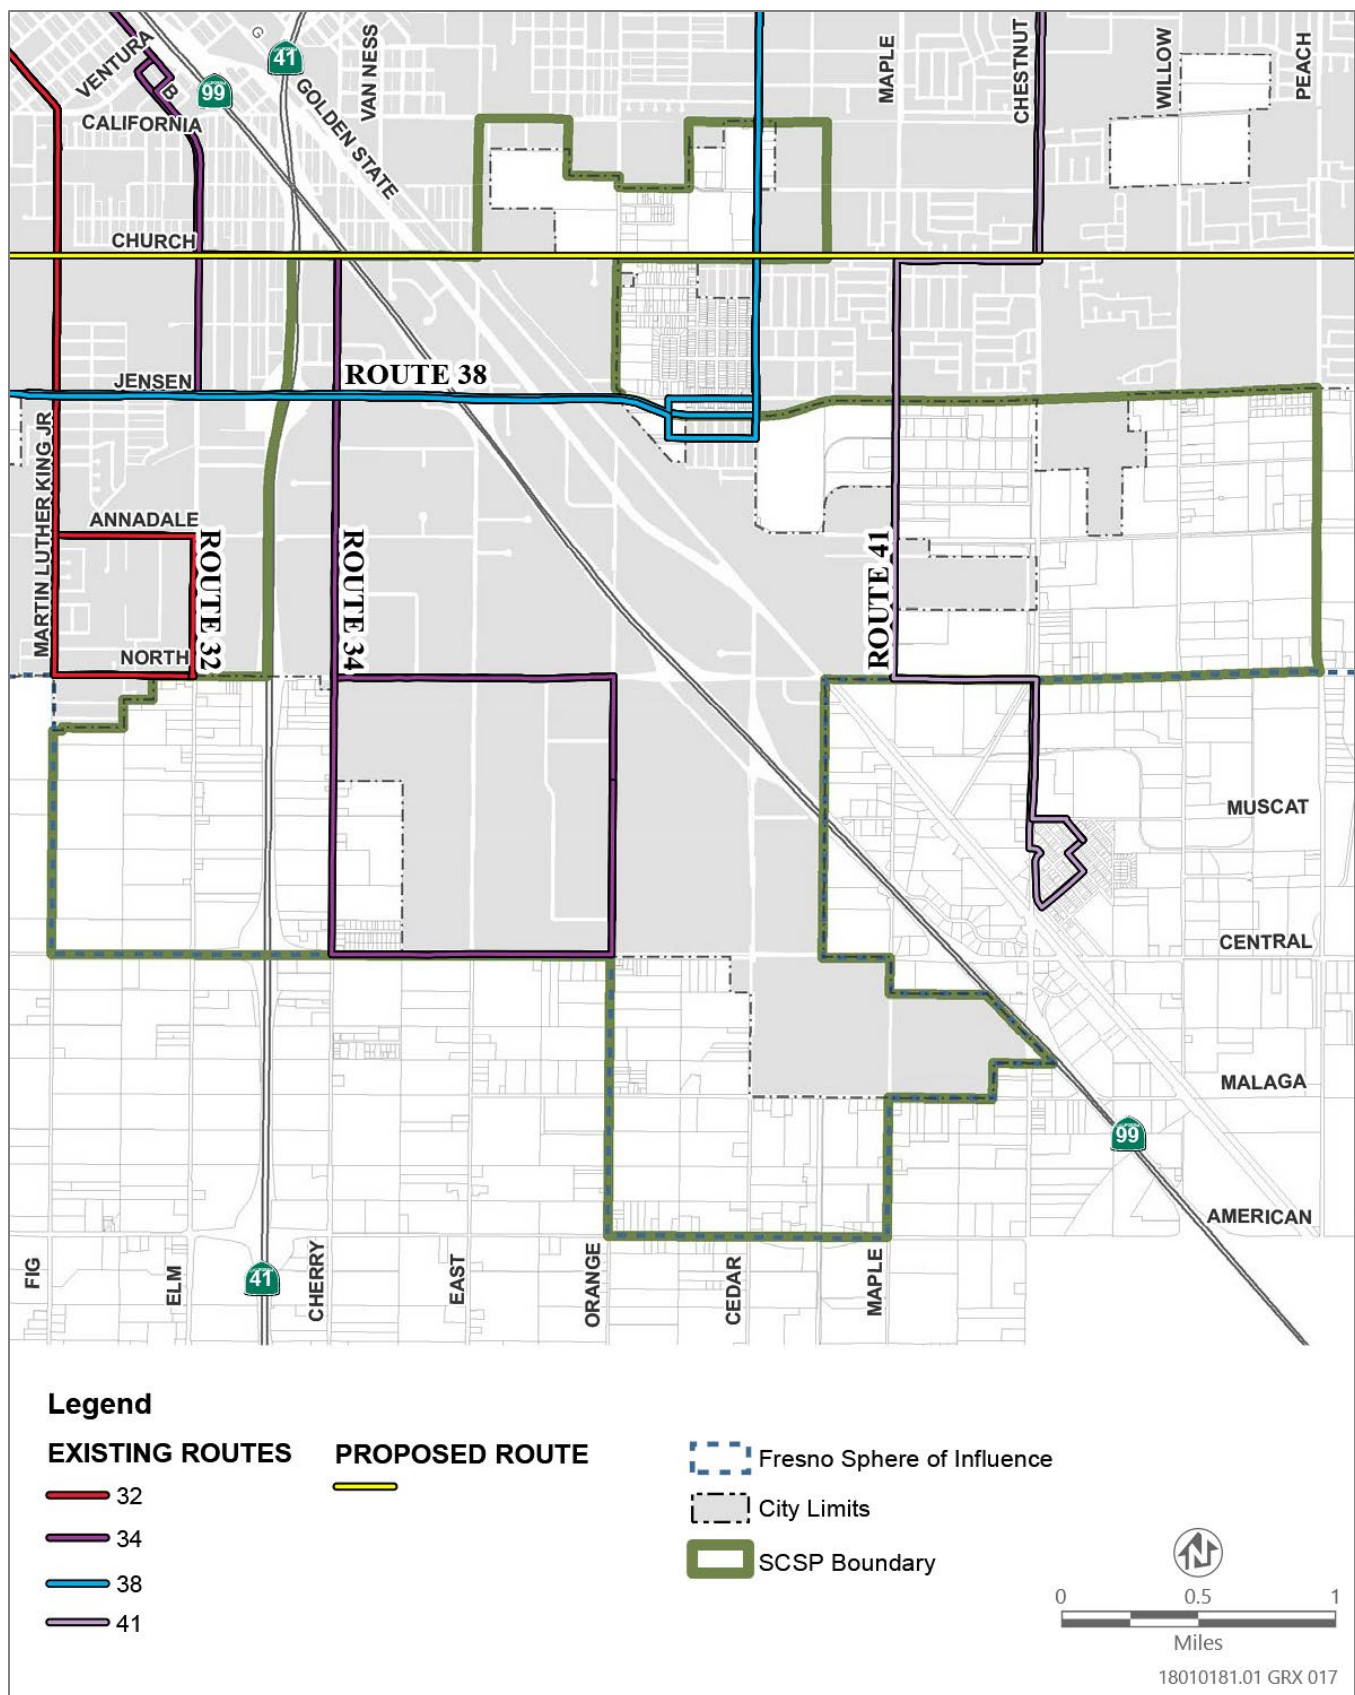 G
41
VENTURA
B
99
GOLDEN STATE
VAN NESS
MAPLE
CHESTNUT
WILLOW
PEACH
CALIFORNIA
CHURCH
JENSEN
ROUTE 38
MARTIN LUTHER KING JR
ANNADALE
ROUTE 32
ROUTE 34
ROUTE 41
NORTH
MUSCAT
CENTRAL
MALAGA
99
AMERICAN
FIG
ELM
41
CHERRY
EAST
ORANGE
CEDAR
MAPLE
Legend
EXISTING ROUTES
32
34
38
41
PROPOSED ROUTE
Fresno Sphere of Influence
City Limits
SCSP Boundary
N
0 0.5 1
Miles
18010181.01 GRX 017